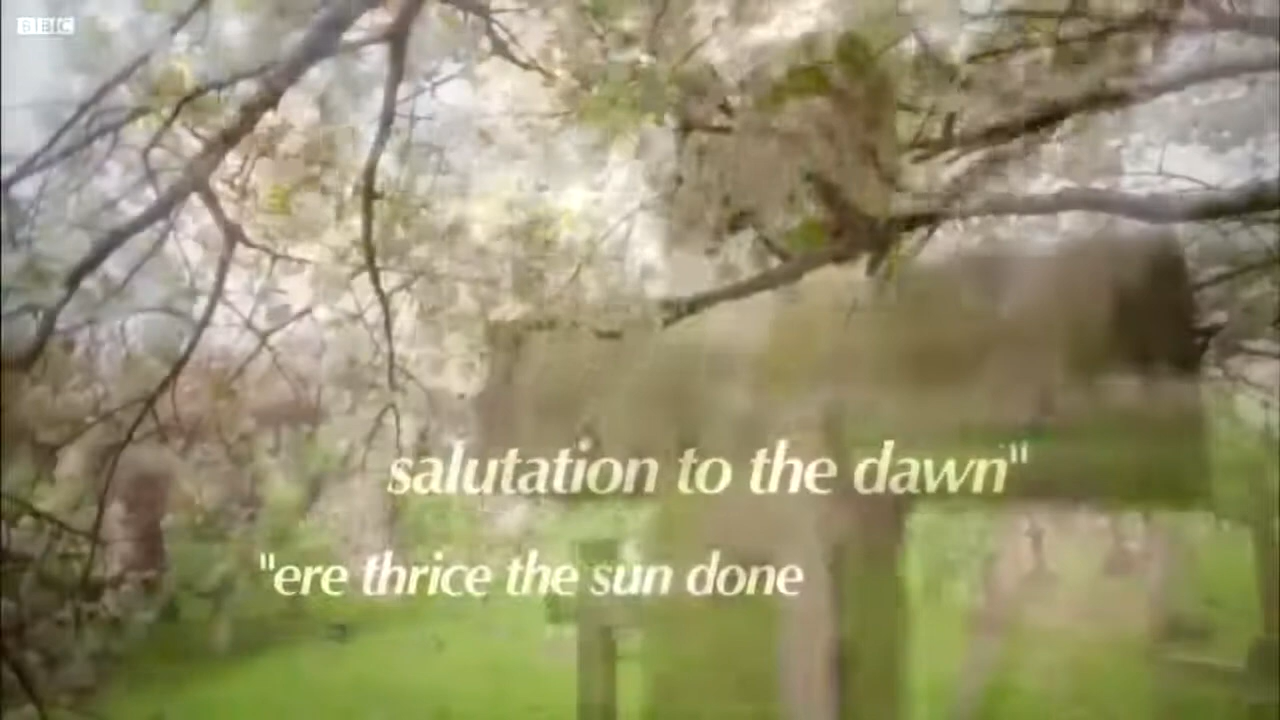 BBC
salutation to the dawn"
"ere thrice the sun done